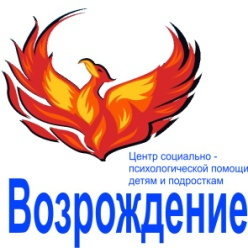 Центр социально -
психологической помощи
детям и подросткам
Возрождение